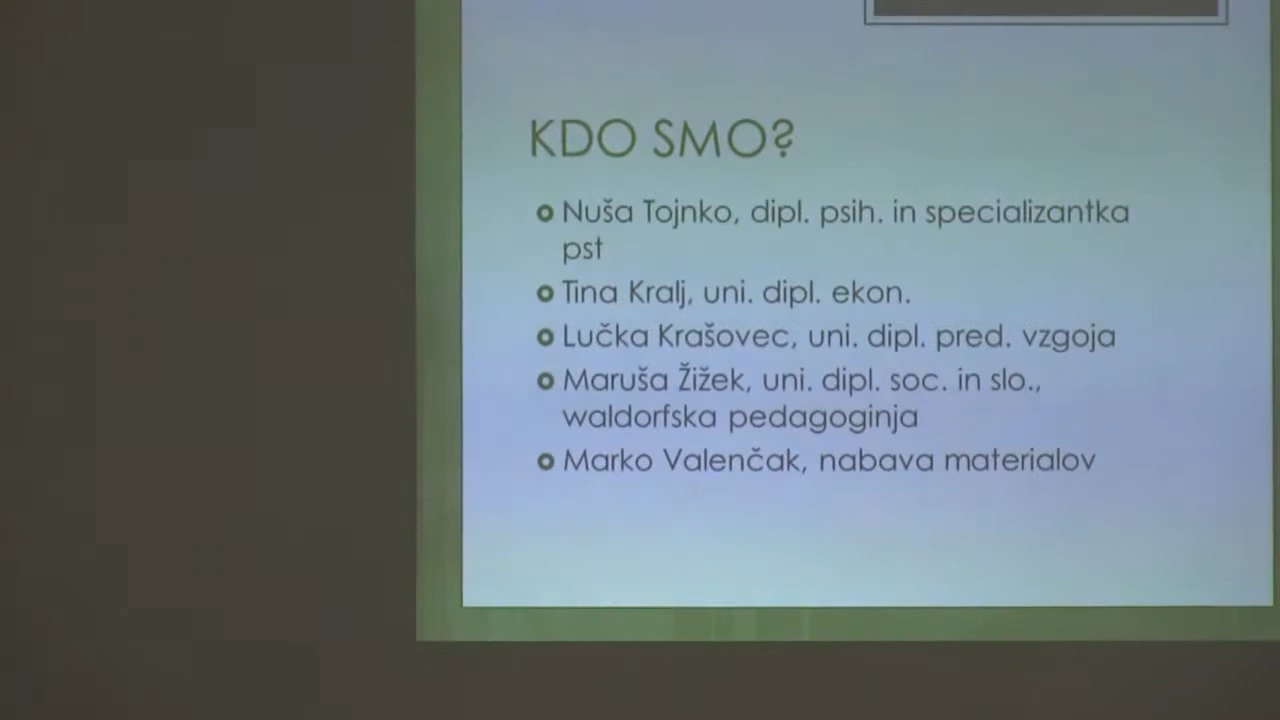 KDO SMO?
Nuša Tojnko, dipl. psih. in specializantka
pst
Tina Kralj, uni. dipl. ekon.
Lučka Krašovec, uni. dipl. pred. vzgoja
Maruša Žižek, uni. dipl. soc. in slo.,
waldorfska pedagoginja
Marko Valenčak, nabava materialov